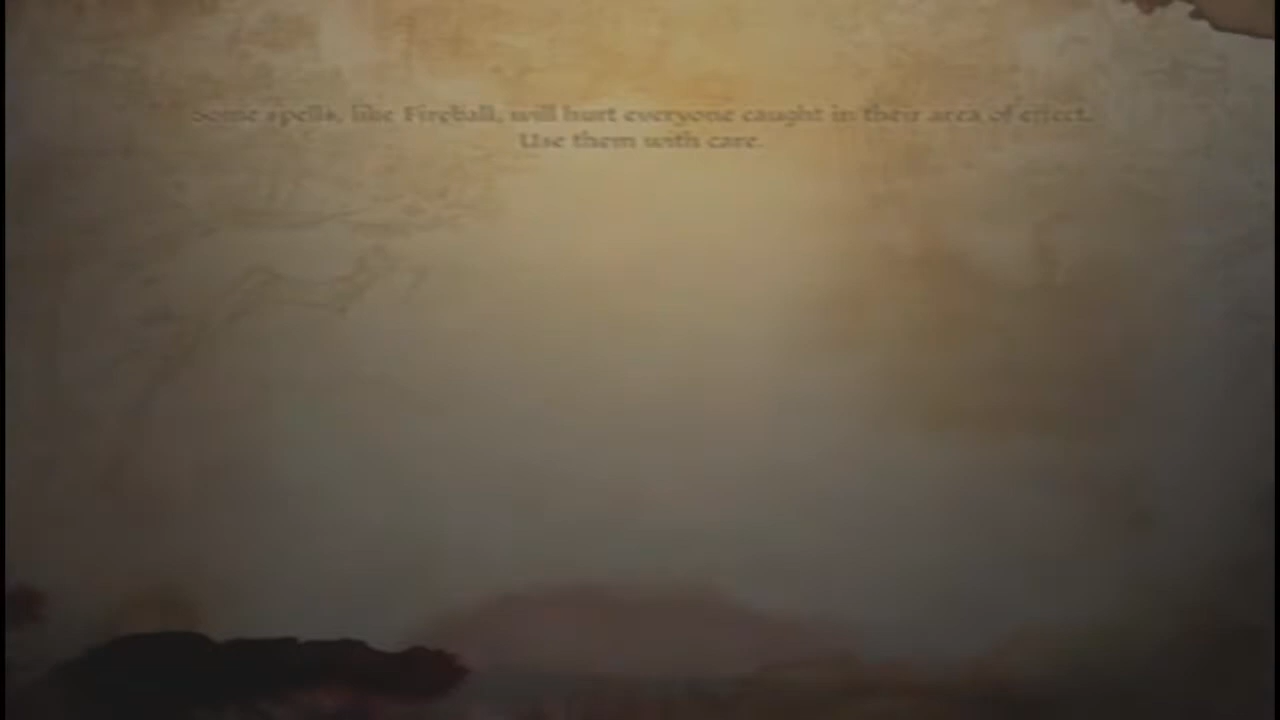 Some spells, like Fireball, will hurt everyone caught in their area of effect.
Use them with care.